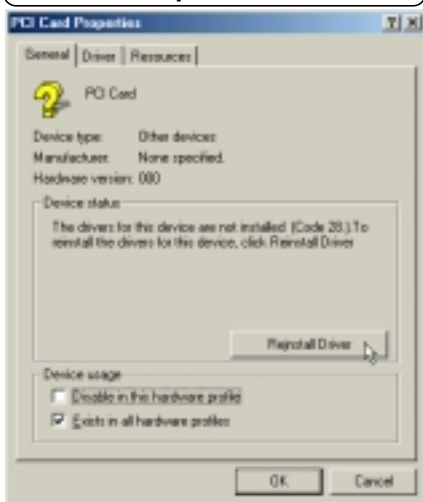 PCI Card Properties
General Driver Resources
PCI Card
Device type: Other devices
Manufacturer: None specified.
Hardware version: 000
Device status
The drivers for this device are not installed. (Code 28.) To
reinstall the drivers for this device, click Reinstall Driver
Reinstall Driver
Device usage
Disable in this hardware profile
Exists in all hardware profiles
OK Cancel